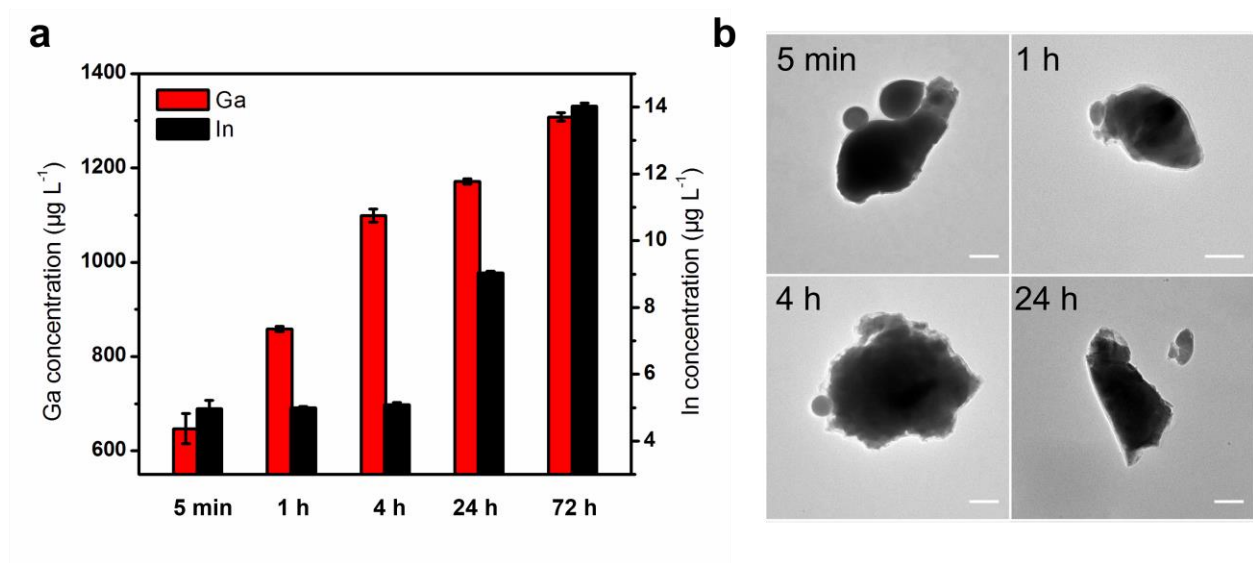 a
b
1400
1200
1000
800
600
Ga concentration (µg L⁻¹)
Ga
In
14
12
10
8
6
4
In concentration (µg L⁻¹)
5 min
1 h
4 h
24 h
72 h
5 min
1 h
4 h
24 h